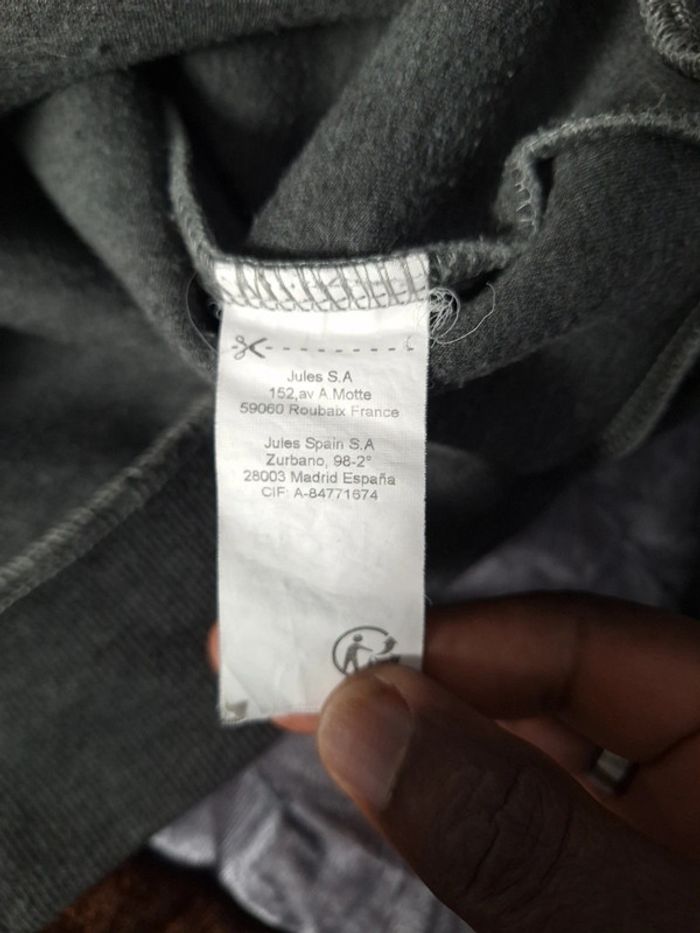 Jules S.A
152,av A.Motte
59060 Roubaix France
Jules Spain S.A
Zurbano, 98-2°
28003 Madrid España
CIF: A-84771674